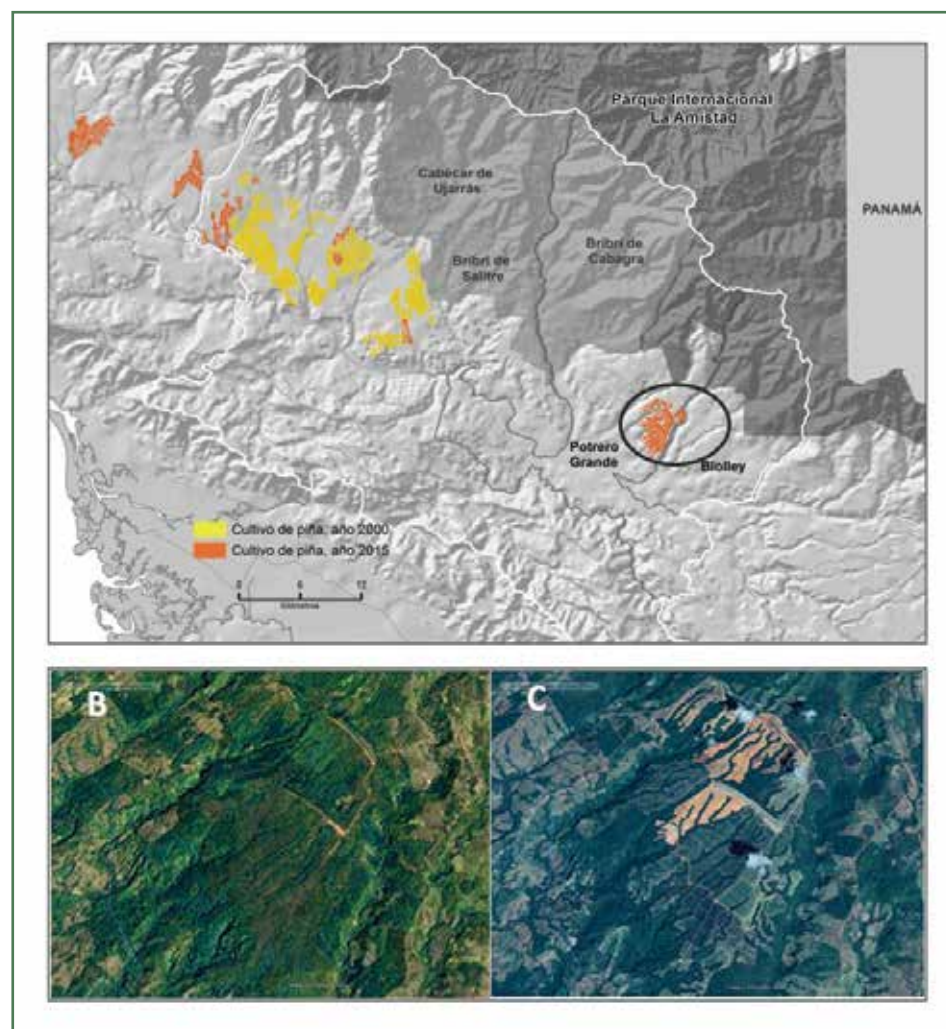 A
Parque Internacional
La Amistad
Cabécar de
Ujarrás
PANAMÁ
Bribri de
Cabagra
Bribri
de
Salitre
Potrero
Grande
Biolley
Cultivo de piña, año 2000
Cultivo de piña, año 2015
0 6 12
kilómetros
B
C